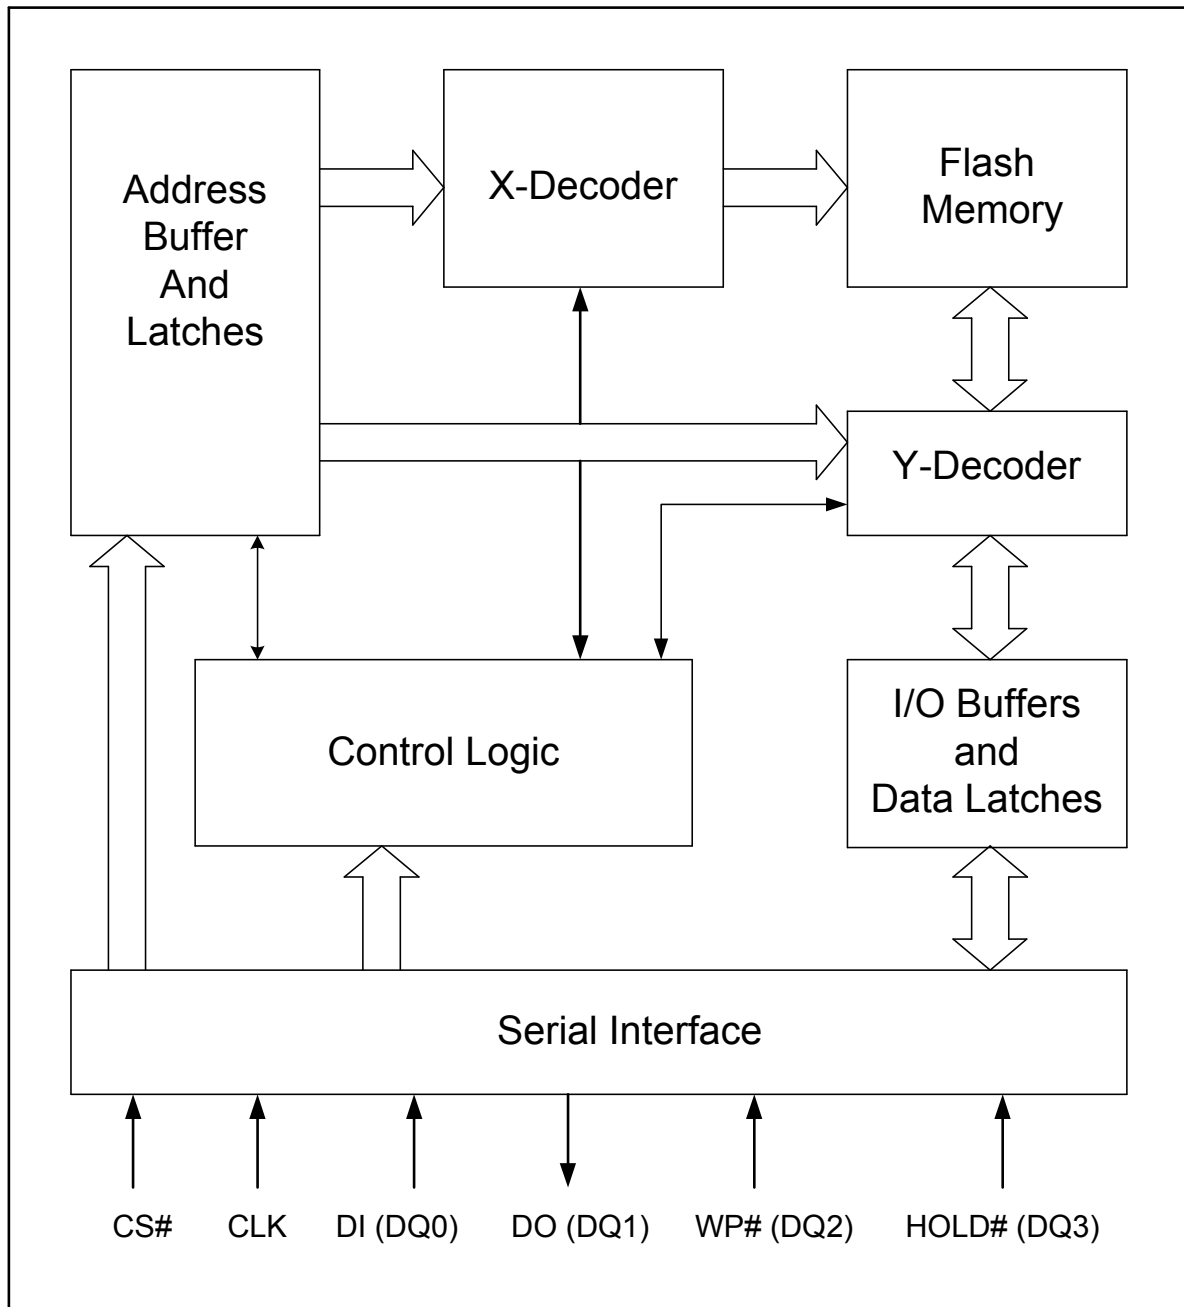 Address
Buffer
And
Latches
X-Decoder
Flash
Memory
Y-Decoder
Control Logic
I/O Buffers
and
Data Latches
Serial Interface
CS#
CLK
DI (DQ0)
DO (DQ1)
WP# (DQ2)
HOLD# (DQ3)